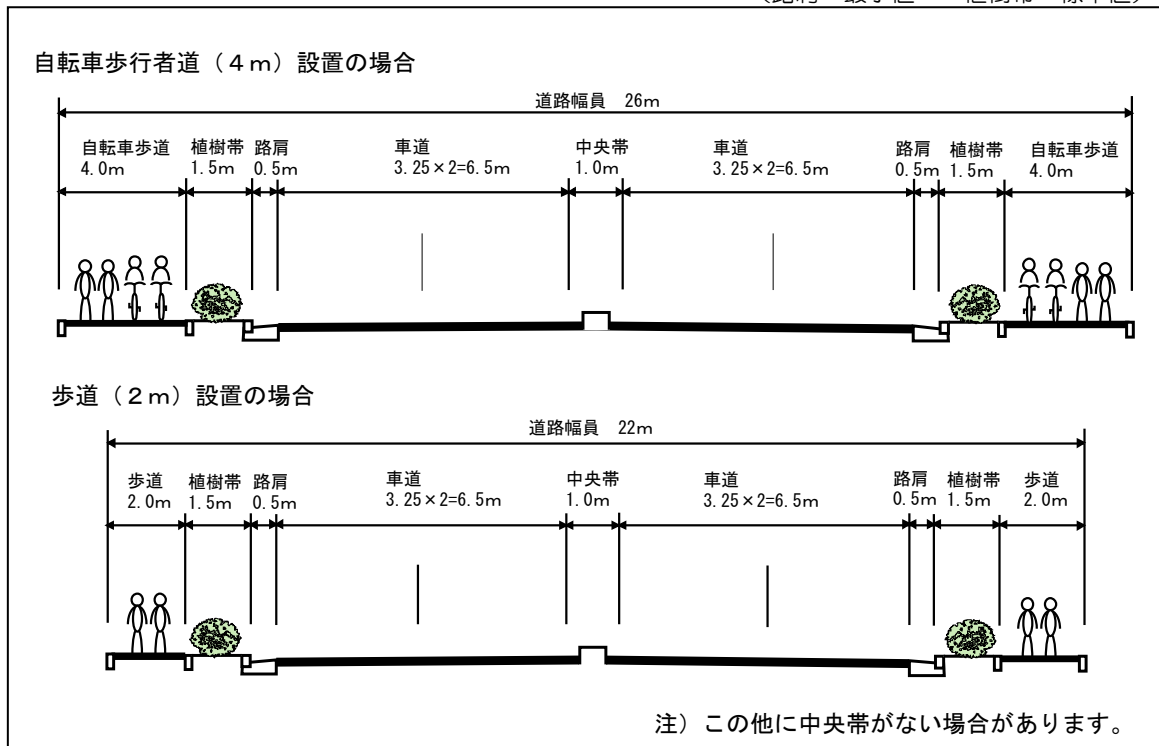 自転車歩行者道（４ｍ）設置の場合
道路幅員　26ｍ
自転車歩道 植樹帯 路肩 車道 中央帯 車道 路肩 植樹帯 自転車歩道
4.0ｍ 1.5ｍ 0.5ｍ 3.25×2=6.5ｍ 1.0ｍ 3.25×2=6.5ｍ 0.5ｍ 1.5ｍ 4.0ｍ
歩道（２ｍ）設置の場合
道路幅員　22ｍ
歩道 植樹帯 路肩 車道 中央帯 車道 路肩 植樹帯 歩道
2.0ｍ 1.5ｍ 0.5ｍ 3.25×2=6.5ｍ 1.0ｍ 3.25×2=6.5ｍ 0.5ｍ 1.5ｍ 2.0ｍ
注）この他に中央帯がない場合があります。